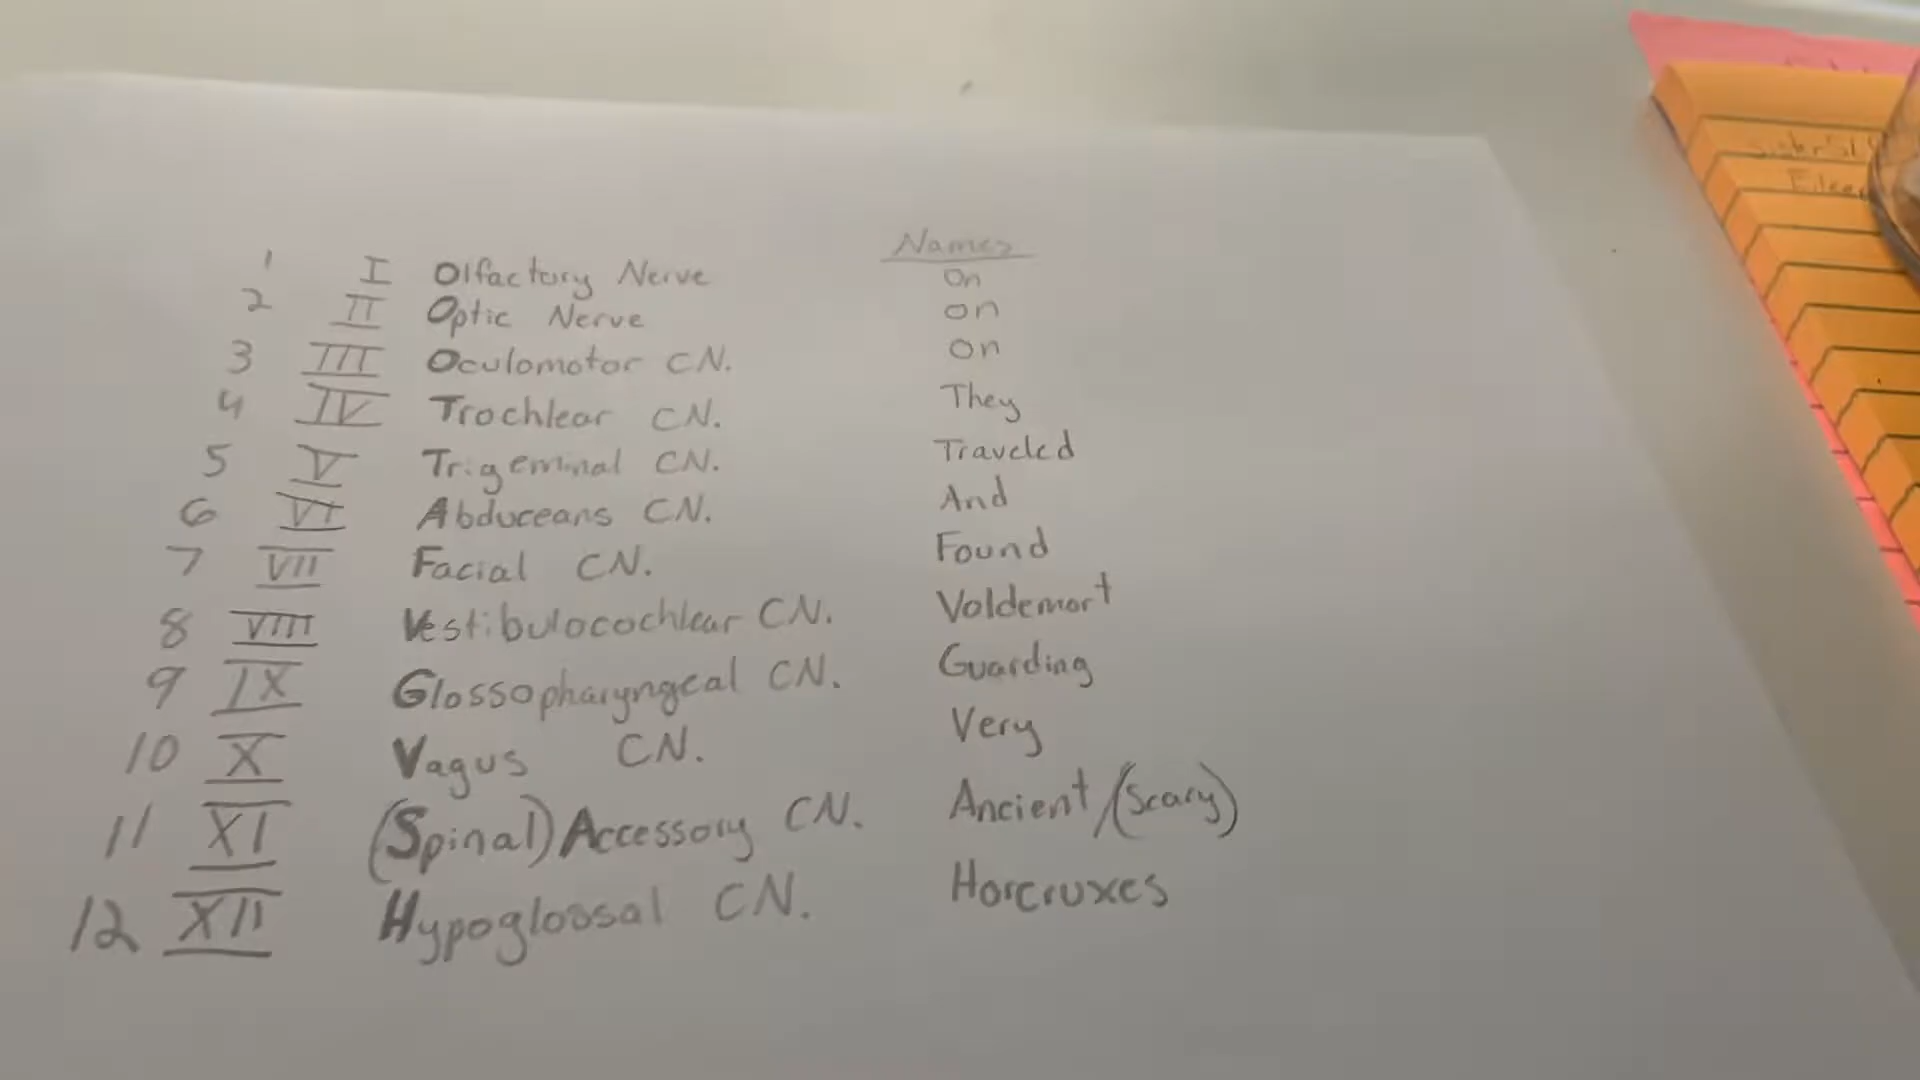 Names
1 I Olfactory Nerve On
2 II Optic Nerve on
3 III Oculomotor CN. on
4 IV Trochlear CN. They
5 V Trigeminal CN. Traveled
6 VI Abduceans CN. And
7 VII Facial CN. Found
8 VIII Vestibulocochlear CN. Voldemort
9 IX Glossopharyngeal CN. Guarding
10 X Vagus CN. Very
11 XI (Spinal) Accessory CN. Ancient/(Scary)
12 XII Hypoglossal CN. Horcruxes